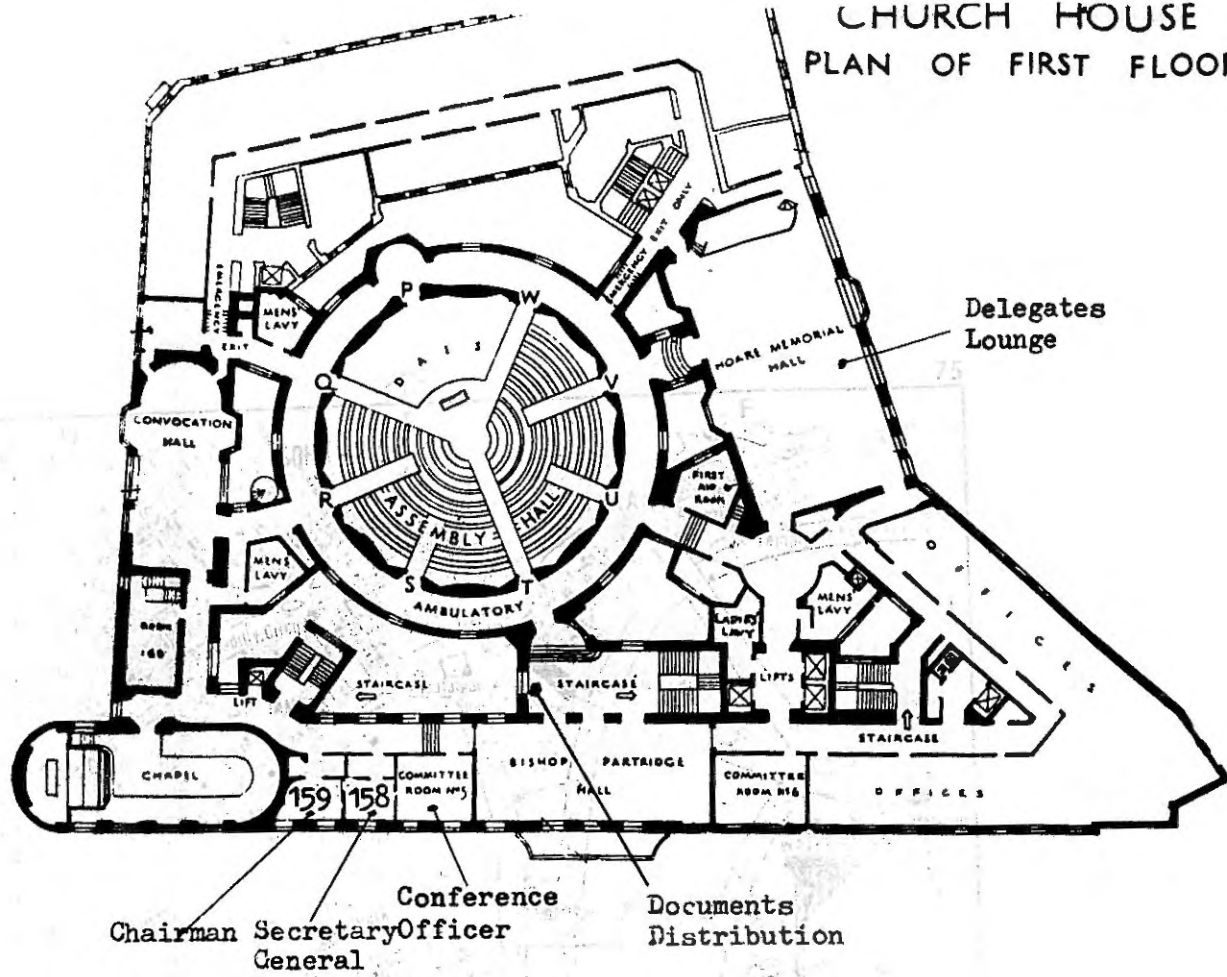 CHURCH HOUSE
PLAN OF FIRST FLOOR
EMERGENCY EXIT ONLY
EMERGENCY
EXIT
MENS
LAVY
P
W
DAIS
Q
V
HOARE MEMORIAL
HALL
Delegates
Lounge
CONVOCATION
HALL
R
U
ASSEMBLY HALL
FIRST
AID
ROOM
MENS
LAVY
S
T
AMBULATORY
OFFICES
MENS
LAVY
LADIES
LAVY
ROOM
160
LIFT
STAIRCASE
STAIRCASE
LIFTS
STAIRCASE
CHAPEL
159
158
COMMITTEE
ROOM Nº5
BISHOP PARTRIDGE
HALL
COMMITTEE
ROOM Nº6
OFFICES
Chairman
Secretary
General
Conference
Officer
Documents
Distribution